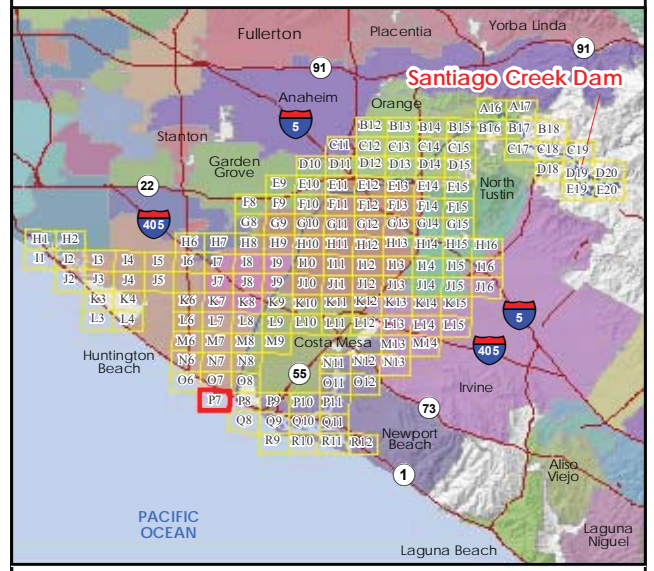 Fullerton
Placentia
Yorba Linda
91
91
Santiago Creek Dam
Anaheim
Orange
A16 A17
5
B12 B13 B14 B15 B16 B17 B18
Stanton
C11 C12 C13 C14 C15 C17 C18 C19
Garden
Grove
D10 D11 D12 D13 D14 D15 D18 D19 D20
22
E9 E10 E11 E12 E13 E14 E15 E19 E20
North
Tustin
F8 F9 F10 F11 F12 F13 F14 F15
405
G8 G9 G10 G11 G12 G13 G14 G15
H1 H2 H6 H7 H8 H9 H10 H11 H12 H13 H14 H15 H16
I1 I2 I3 I4 I5 I6 I7 I8 I9 I10 I11 I12 I13 I14 I15 I16
J2 J3 J4 J5 J7 J8 J9 J10 J11 J12 J13 J14 J15 J16
K3 K4 K6 K7 K8 K9 K10 K11 K12 K13 K14 K15
L3 L4 L6 L7 L8 L9 L10 L11 L12 L13 L14 L15
5
M6 M7 M8 M9 Costa Mesa M13 M14
405
Huntington
Beach
N6 N7 N8 N11 N12 N13
55
O6 O7 O8 O11 O12
Irvine
P7 P8 P9 P10 P11
73
Q8 Q9 Q10 Q11
R9 R10 R11 R12
Newport
Beach
1
Aliso
Viejo
PACIFIC
OCEAN
Laguna
Niguel
Laguna Beach